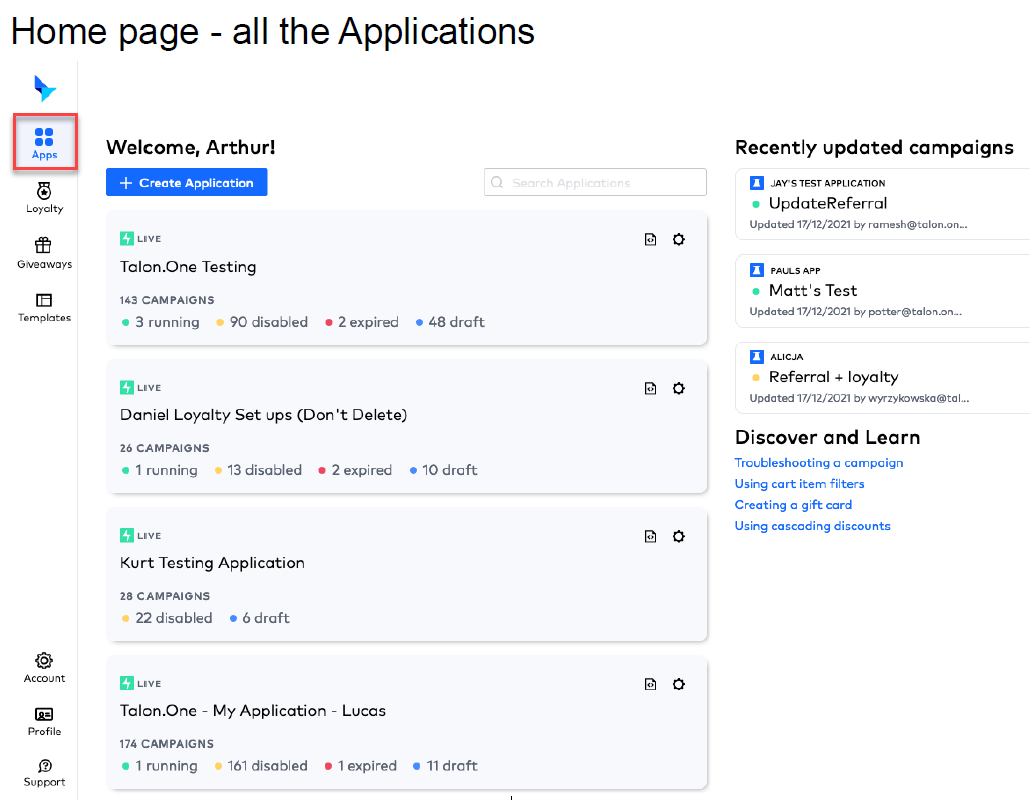 Home page - all the Applications
Apps
Loyalty
Giveaways
Templates
Account
Profile
Support
Welcome, Arthur!
Create Application
Search Applications
LIVE
Talon.One Testing
143 CAMPAIGNS
3 running 90 disabled 2 expired 48 draft
LIVE
Daniel Loyalty Set ups (Don't Delete)
26 CAMPAIGNS
1 running 13 disabled 2 expired 10 draft
LIVE
Kurt Testing Application
28 CAMPAIGNS
22 disabled 6 draft
LIVE
Talon.One - My Application - Lucas
174 CAMPAIGNS
1 running 161 disabled 1 expired 11 draft
Recently updated campaigns
JAY'S TEST APPLICATION
UpdateReferral
Updated 17/12/2021 by ramesh@talon.on...
PAULS APP
Matt's Test
Updated 17/12/2021 by potter@talon.on...
ALICJA
Referral + loyalty
Updated 17/12/2021 by wyrzykowska@tal...
Discover and Learn
Troubleshooting a campaign
Using cart item filters
Creating a gift card
Using cascading discounts